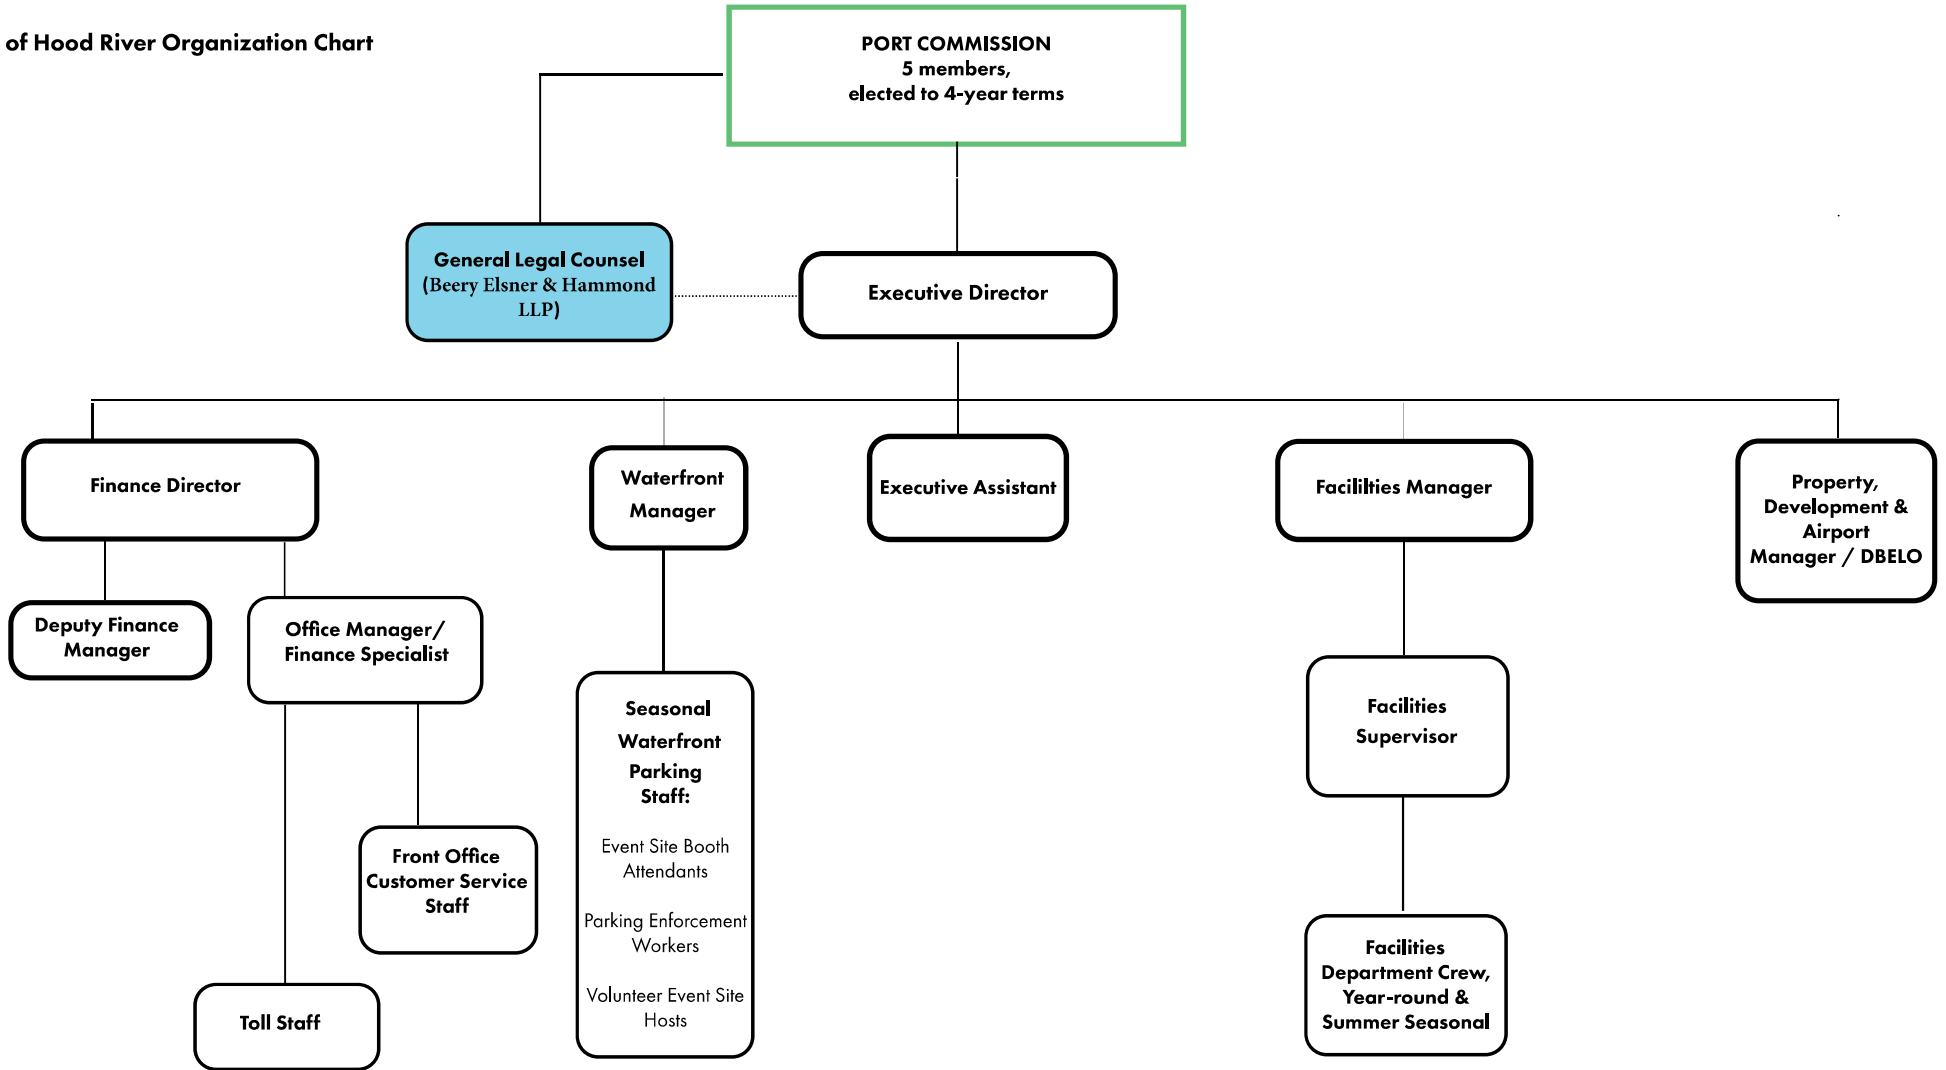 of Hood River Organization Chart
PORT COMMISSION
5 members,
elected to 4-year terms
General Legal Counsel
(Beery Elsner & Hammond
LLP)
Executive Director
Finance Director
Waterfront
Manager
Executive Assistant
Facililties Manager
Property,
Development &
Airport
Manager / DBELO
Deputy Finance
Manager
Office Manager/
Finance Specialist
Seasonal
Waterfront
Parking
Staff:
Event Site Booth
Attendants
Parking Enforcement
Workers
Volunteer Event Site
Hosts
Facilities
Supervisor
Front Office
Customer Service
Staff
Toll Staff
Facilities
Department Crew,
Year-round &
Summer Seasonal